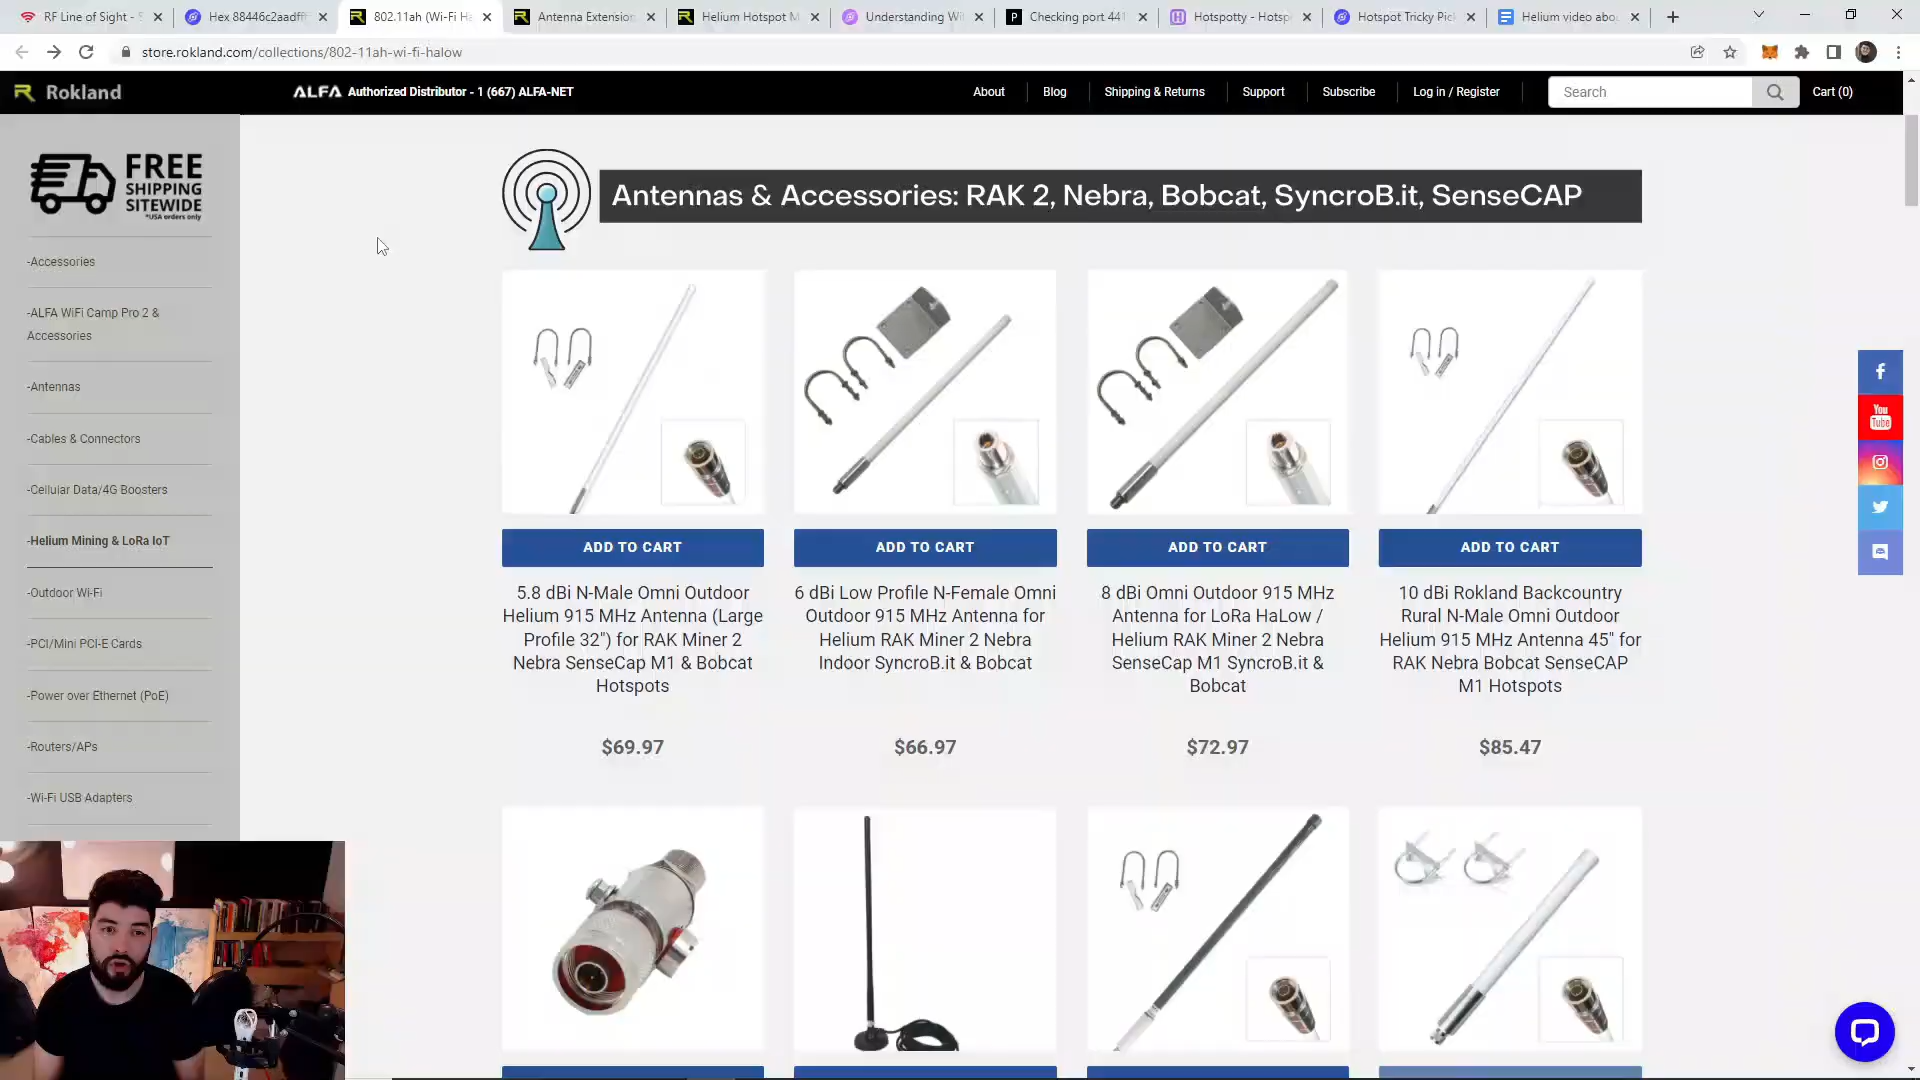 RF Line of Sight - S
Hex 88446c2aadfff
802.11ah (Wi-Fi Ha
Antenna Extension
Helium Hotspot M
Understanding Wi
Checking port 441
Hotspotty - Hotsp
Hotspot Tricky Pic
Helium video abou
store.rokland.com/collections/802-11ah-wi-fi-halow
Rokland
ALFA Authorized Distributor - 1 (667) ALFA-NET
About
Blog
Shipping & Returns
Support
Subscribe
Log in / Register
Search
Cart (0)
FREE
SHIPPING
SITEWIDE
*USA orders only
-Accessories
-ALFA WiFi Camp Pro 2 &
Accessories
-Antennas
-Cables & Connectors
-Cellular Data/4G Boosters
-Helium Mining & LoRa IoT
-Outdoor Wi-Fi
-PCI/Mini PCI-E Cards
-Power over Ethernet (PoE)
-Routers/APs
-Wi-Fi USB Adapters
Antennas & Accessories: RAK 2, Nebra, Bobcat, SyncroB.it, SenseCAP
ADD TO CART
5.8 dBi N-Male Omni Outdoor
Helium 915 MHz Antenna (Large
Profile 32") for RAK Miner 2
Nebra SenseCap M1 & Bobcat
Hotspots
$69.97
ADD TO CART
6 dBi Low Profile N-Female Omni
Outdoor 915 MHz Antenna for
Helium RAK Miner 2 Nebra
Indoor SyncroB.it & Bobcat
$66.97
ADD TO CART
8 dBi Omni Outdoor 915 MHz
Antenna for LoRa HaLow /
Helium RAK Miner 2 Nebra
SenseCap M1 SyncroB.it &
Bobcat
$72.97
ADD TO CART
10 dBi Rokland Backcountry
Rural N-Male Omni Outdoor
Helium 915 MHz Antenna 45" for
RAK Nebra Bobcat SenseCAP
M1 Hotspots
$85.47
You
Tube